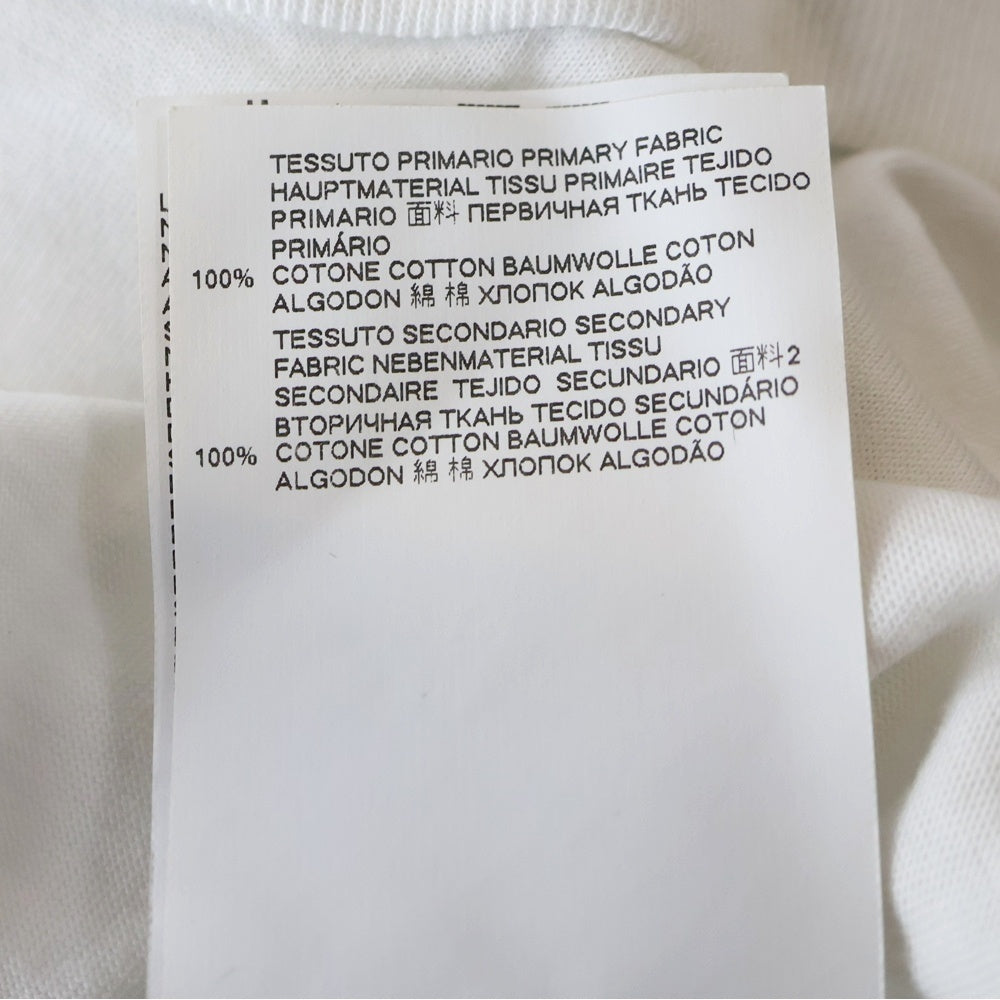 TESSUTO PRIMARIO PRIMARY FABRIC
HAUPTMATERIAL TISSU PRIMAIRE TEJIDO
PRIMARIO 面料 ПЕРВИЧНАЯ ТКАНЬ TECIDO
PRIMÁRIO
100% COTONE COTTON BAUMWOLLE COTON
ALGODON 綿 棉 ХЛОПОК ALGODÃO
TESSUTO SECONDARIO SECONDARY
FABRIC NEBENMATERIAL TISSU
SECONDAIRE TEJIDO SECUNDARIO 面料2
ВТОРИЧНАЯ ТКАНЬ TECIDO SECUNDÁRIO
100% COTONE COTTON BAUMWOLLE COTON
ALGODON 綿 棉 ХЛОПОК ALGODÃO